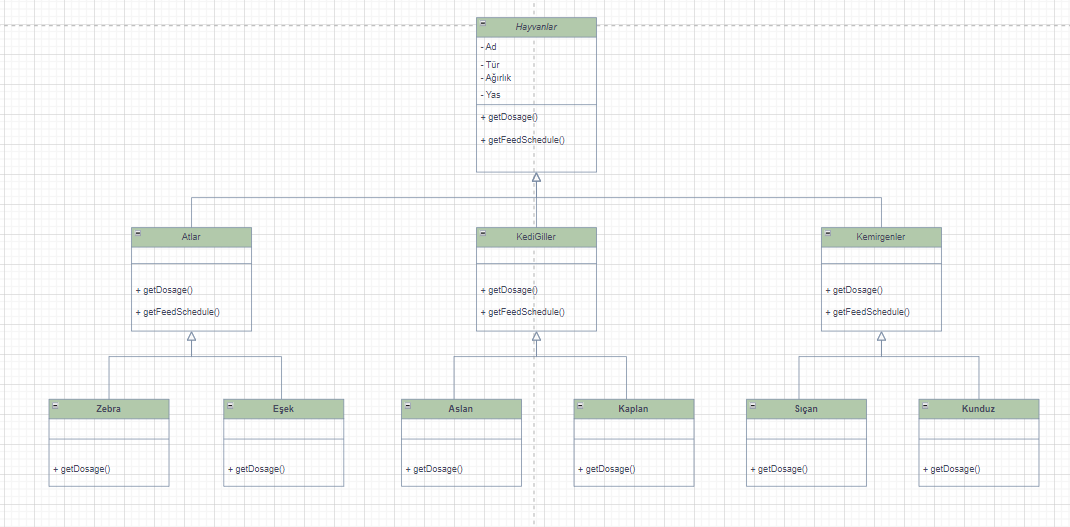 Hayvanlar
- Ad
- Tür
- Ağırlık
- Yas
+ getDosage()
+ getFeedSchedule()
Atlar
+ getDosage()
+ getFeedSchedule()
KediGiller
+ getDosage()
+ getFeedSchedule()
Kemirgenler
+ getDosage()
+ getFeedSchedule()
Zebra
+ getDosage()
Eşek
+ getDosage()
Aslan
+ getDosage()
Kaplan
+ getDosage()
Sıçan
+ getDosage()
Kunduz
+ getDosage()